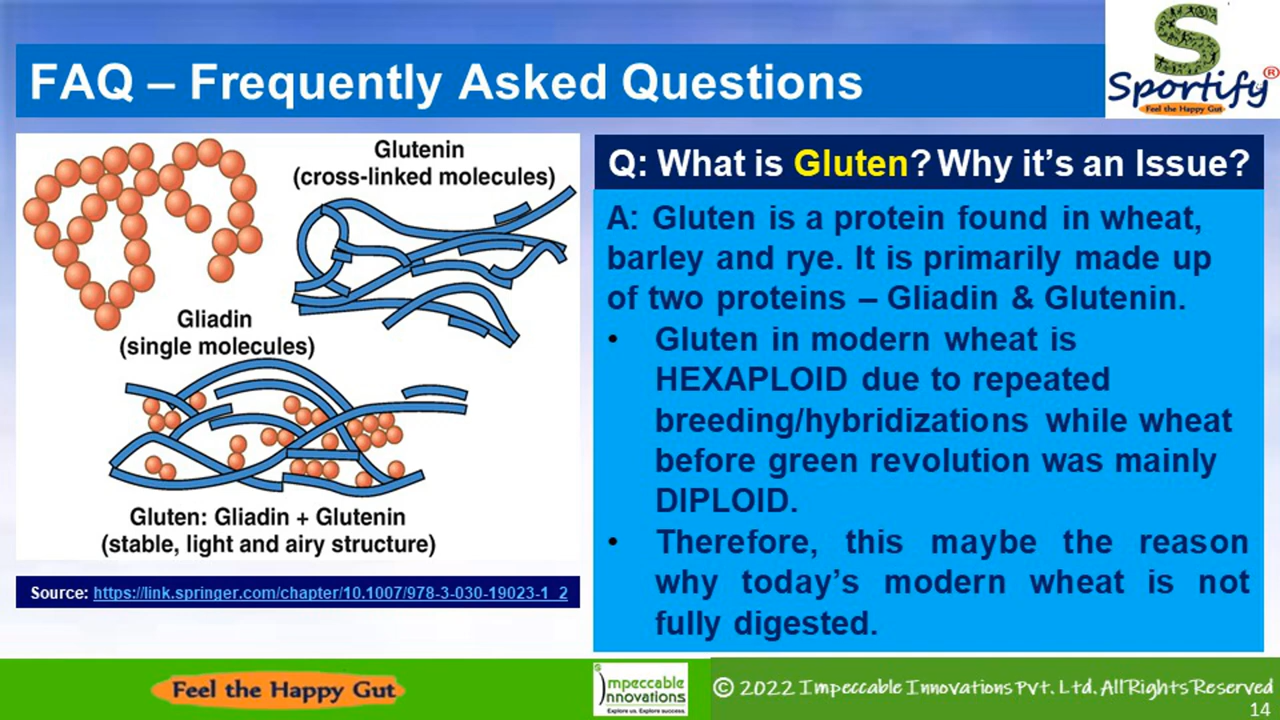 FAQ – Frequently Asked Questions
S
Sportify®
Feel the Happy Gut
Glutenin
(cross-linked molecules)
Gliadin
(single molecules)
Gluten: Gliadin + Glutenin
(stable, light and airy structure)
Source: https://link.springer.com/chapter/10.1007/978-3-030-19023-1_2
Q: What is Gluten? Why it's an Issue?
A: Gluten is a protein found in wheat,
barley and rye. It is primarily made up
of two proteins – Gliadin & Glutenin.
• Gluten in modern wheat is
HEXAPLOID due to repeated
breeding/hybridizations while wheat
before green revolution was mainly
DIPLOID.
• Therefore, this maybe the reason
why today's modern wheat is not
fully digested.
Feel the Happy Gut
Impeccable
Innovations
Explore us. Explore success.
© 2022 Impeccable Innovations Pvt. Ltd. All Rights Reserved
14